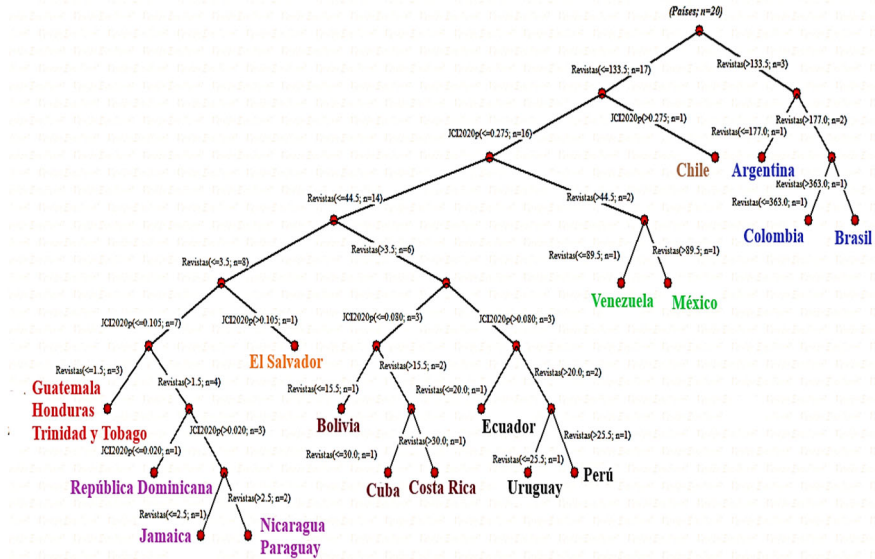 (Países; n=20)
Revistas(<=133.5; n=17)
Revistas(>133.5; n=3)
JCI2020p(<=0.275; n=16)
JCI2020p(>0.275; n=1)
Revistas(<=177.0; n=1)
Revistas(>177.0; n=2)
Chile
Argentina
Revistas(<=44.5; n=14)
Revistas(>44.5; n=2)
Revistas(<=363.0; n=1)
Revistas(>363.0; n=1)
Colombia
Brasil
Revistas(<=3.5; n=8)
Revistas(>3.5; n=6)
Revistas(<=89.5; n=1)
Revistas(>89.5; n=1)
Venezuela
México
JCI2020p(<=0.105; n=7)
JCI2020p(>0.105; n=1)
JCI2020p(<=0.080; n=3)
JCI2020p(>0.080; n=3)
El Salvador
Revistas(<=1.5; n=3)
Revistas(>1.5; n=4)
Revistas(<=15.5; n=1)
Revistas(>15.5; n=2)
Revistas(<=20.0; n=1)
Revistas(>20.0; n=2)
Guatemala
Honduras
Trinidad y Tobago
Bolivia
Ecuador
JCI2020p(<=0.020; n=1)
JCI2020p(>0.020; n=3)
Revistas(<=30.0; n=1)
Revistas(>30.0; n=1)
Revistas(<=25.5; n=1)
Revistas(>25.5; n=1)
República Dominicana
Cuba
Costa Rica
Uruguay
Perú
Revistas(<=2.5; n=1)
Revistas(>2.5; n=2)
Jamaica
Nicaragua
Paraguay